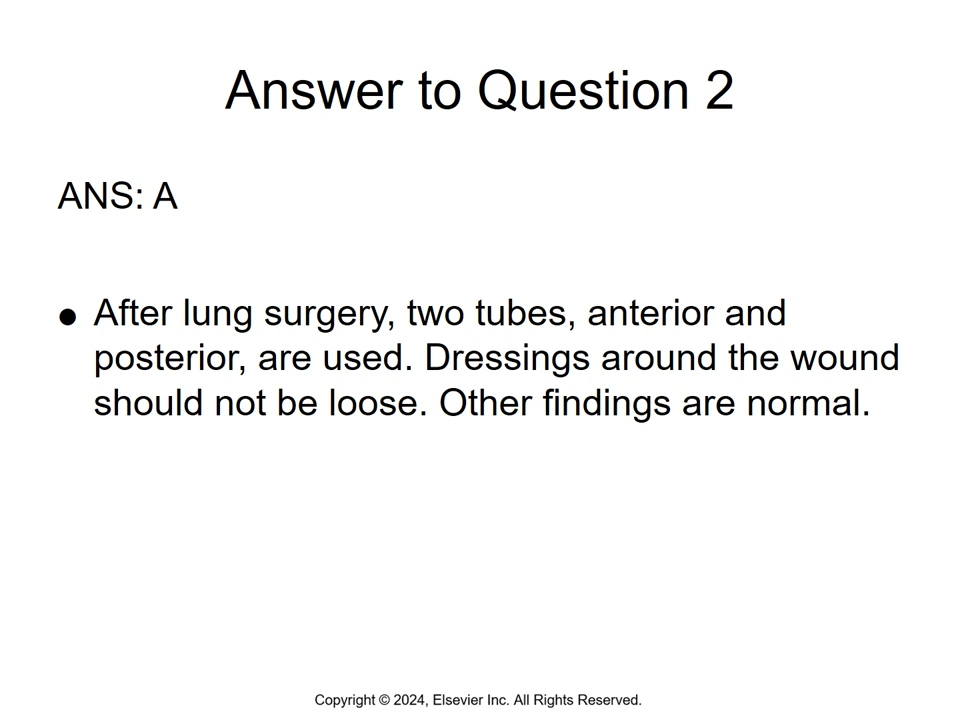 Answer to Question 2
ANS: A
● After lung surgery, two tubes, anterior and
posterior, are used. Dressings around the wound
should not be loose. Other findings are normal.
Copyright © 2024, Elsevier Inc. All Rights Reserved.